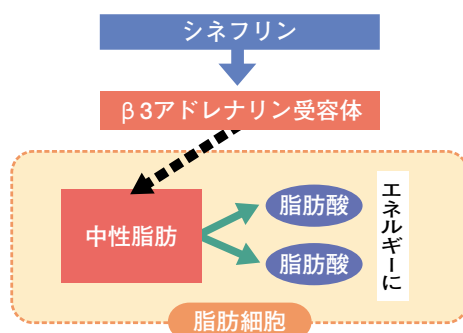 シネフリン
β3アドレナリン受容体
中性脂肪
脂肪酸
脂肪酸
エネルギーに
脂肪細胞